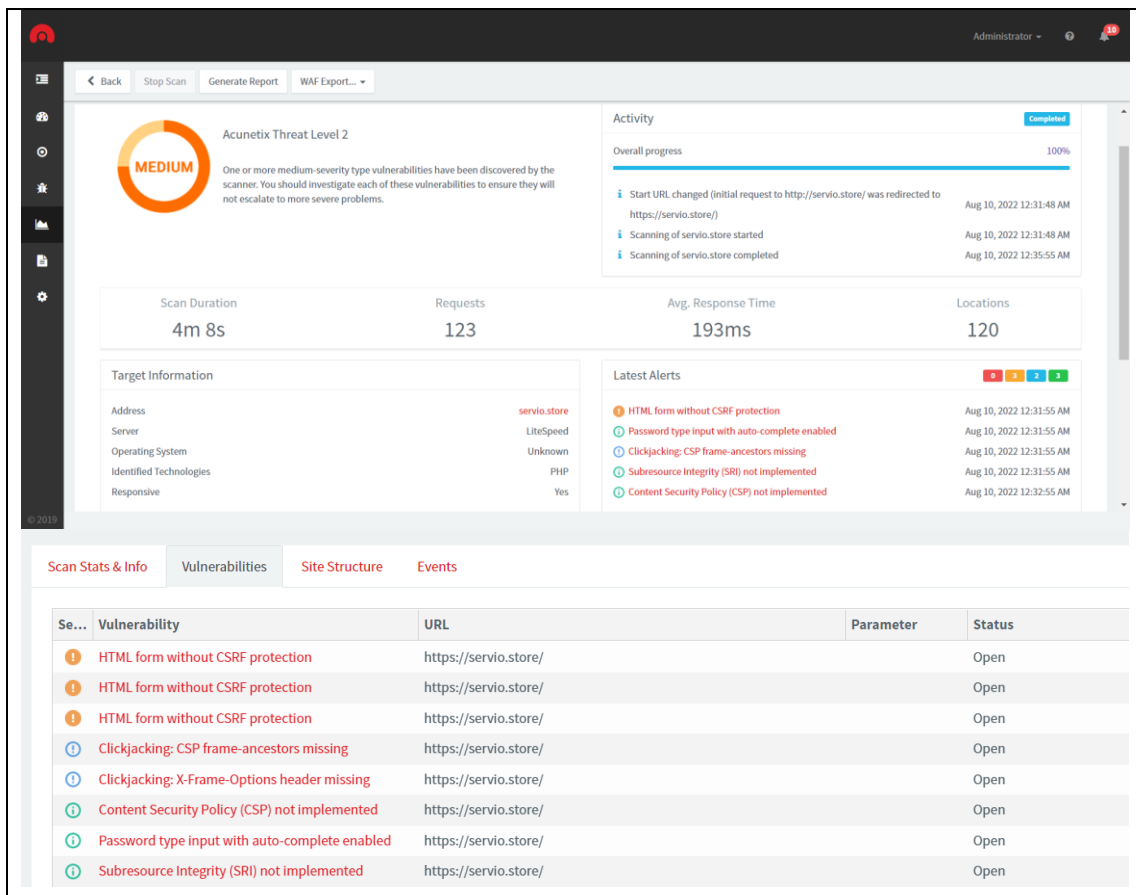 Administrator
10
Back Stop Scan Generate Report WAF Export...
MEDIUM
Acunetix Threat Level 2
One or more medium-severity type vulnerabilities have been discovered by the
scanner. You should investigate each of these vulnerabilities to ensure they will
not escalate to more severe problems.
Activity Completed
Overall progress 100%
Start URL changed (initial request to http://servio.store/ was redirected to
https://servio.store/) Aug 10, 2022 12:31:48 AM
Scanning of servio.store started Aug 10, 2022 12:31:48 AM
Scanning of servio.store completed Aug 10, 2022 12:35:55 AM
Scan Duration Requests Avg. Response Time Locations
4m 8s 123 193ms 120
Target Information
Address servio.store
Server LiteSpeed
Operating System Unknown
Identified Technologies PHP
Responsive Yes
Latest Alerts 0 3 2 3
HTML form without CSRF protection Aug 10, 2022 12:31:55 AM
Password type input with auto-complete enabled Aug 10, 2022 12:31:55 AM
Clickjacking: CSP frame-ancestors missing Aug 10, 2022 12:31:55 AM
Subresource Integrity (SRI) not implemented Aug 10, 2022 12:31:55 AM
Content Security Policy (CSP) not implemented Aug 10, 2022 12:32:55 AM
© 2019
Scan Stats & Info Vulnerabilities Site Structure Events
Se... Vulnerability URL Parameter Status
HTML form without CSRF protection https://servio.store/ Open
HTML form without CSRF protection https://servio.store/ Open
HTML form without CSRF protection https://servio.store/ Open
Clickjacking: CSP frame-ancestors missing https://servio.store/ Open
Clickjacking: X-Frame-Options header missing https://servio.store/ Open
Content Security Policy (CSP) not implemented https://servio.store/ Open
Password type input with auto-complete enabled https://servio.store/ Open
Subresource Integrity (SRI) not implemented https://servio.store/ Open